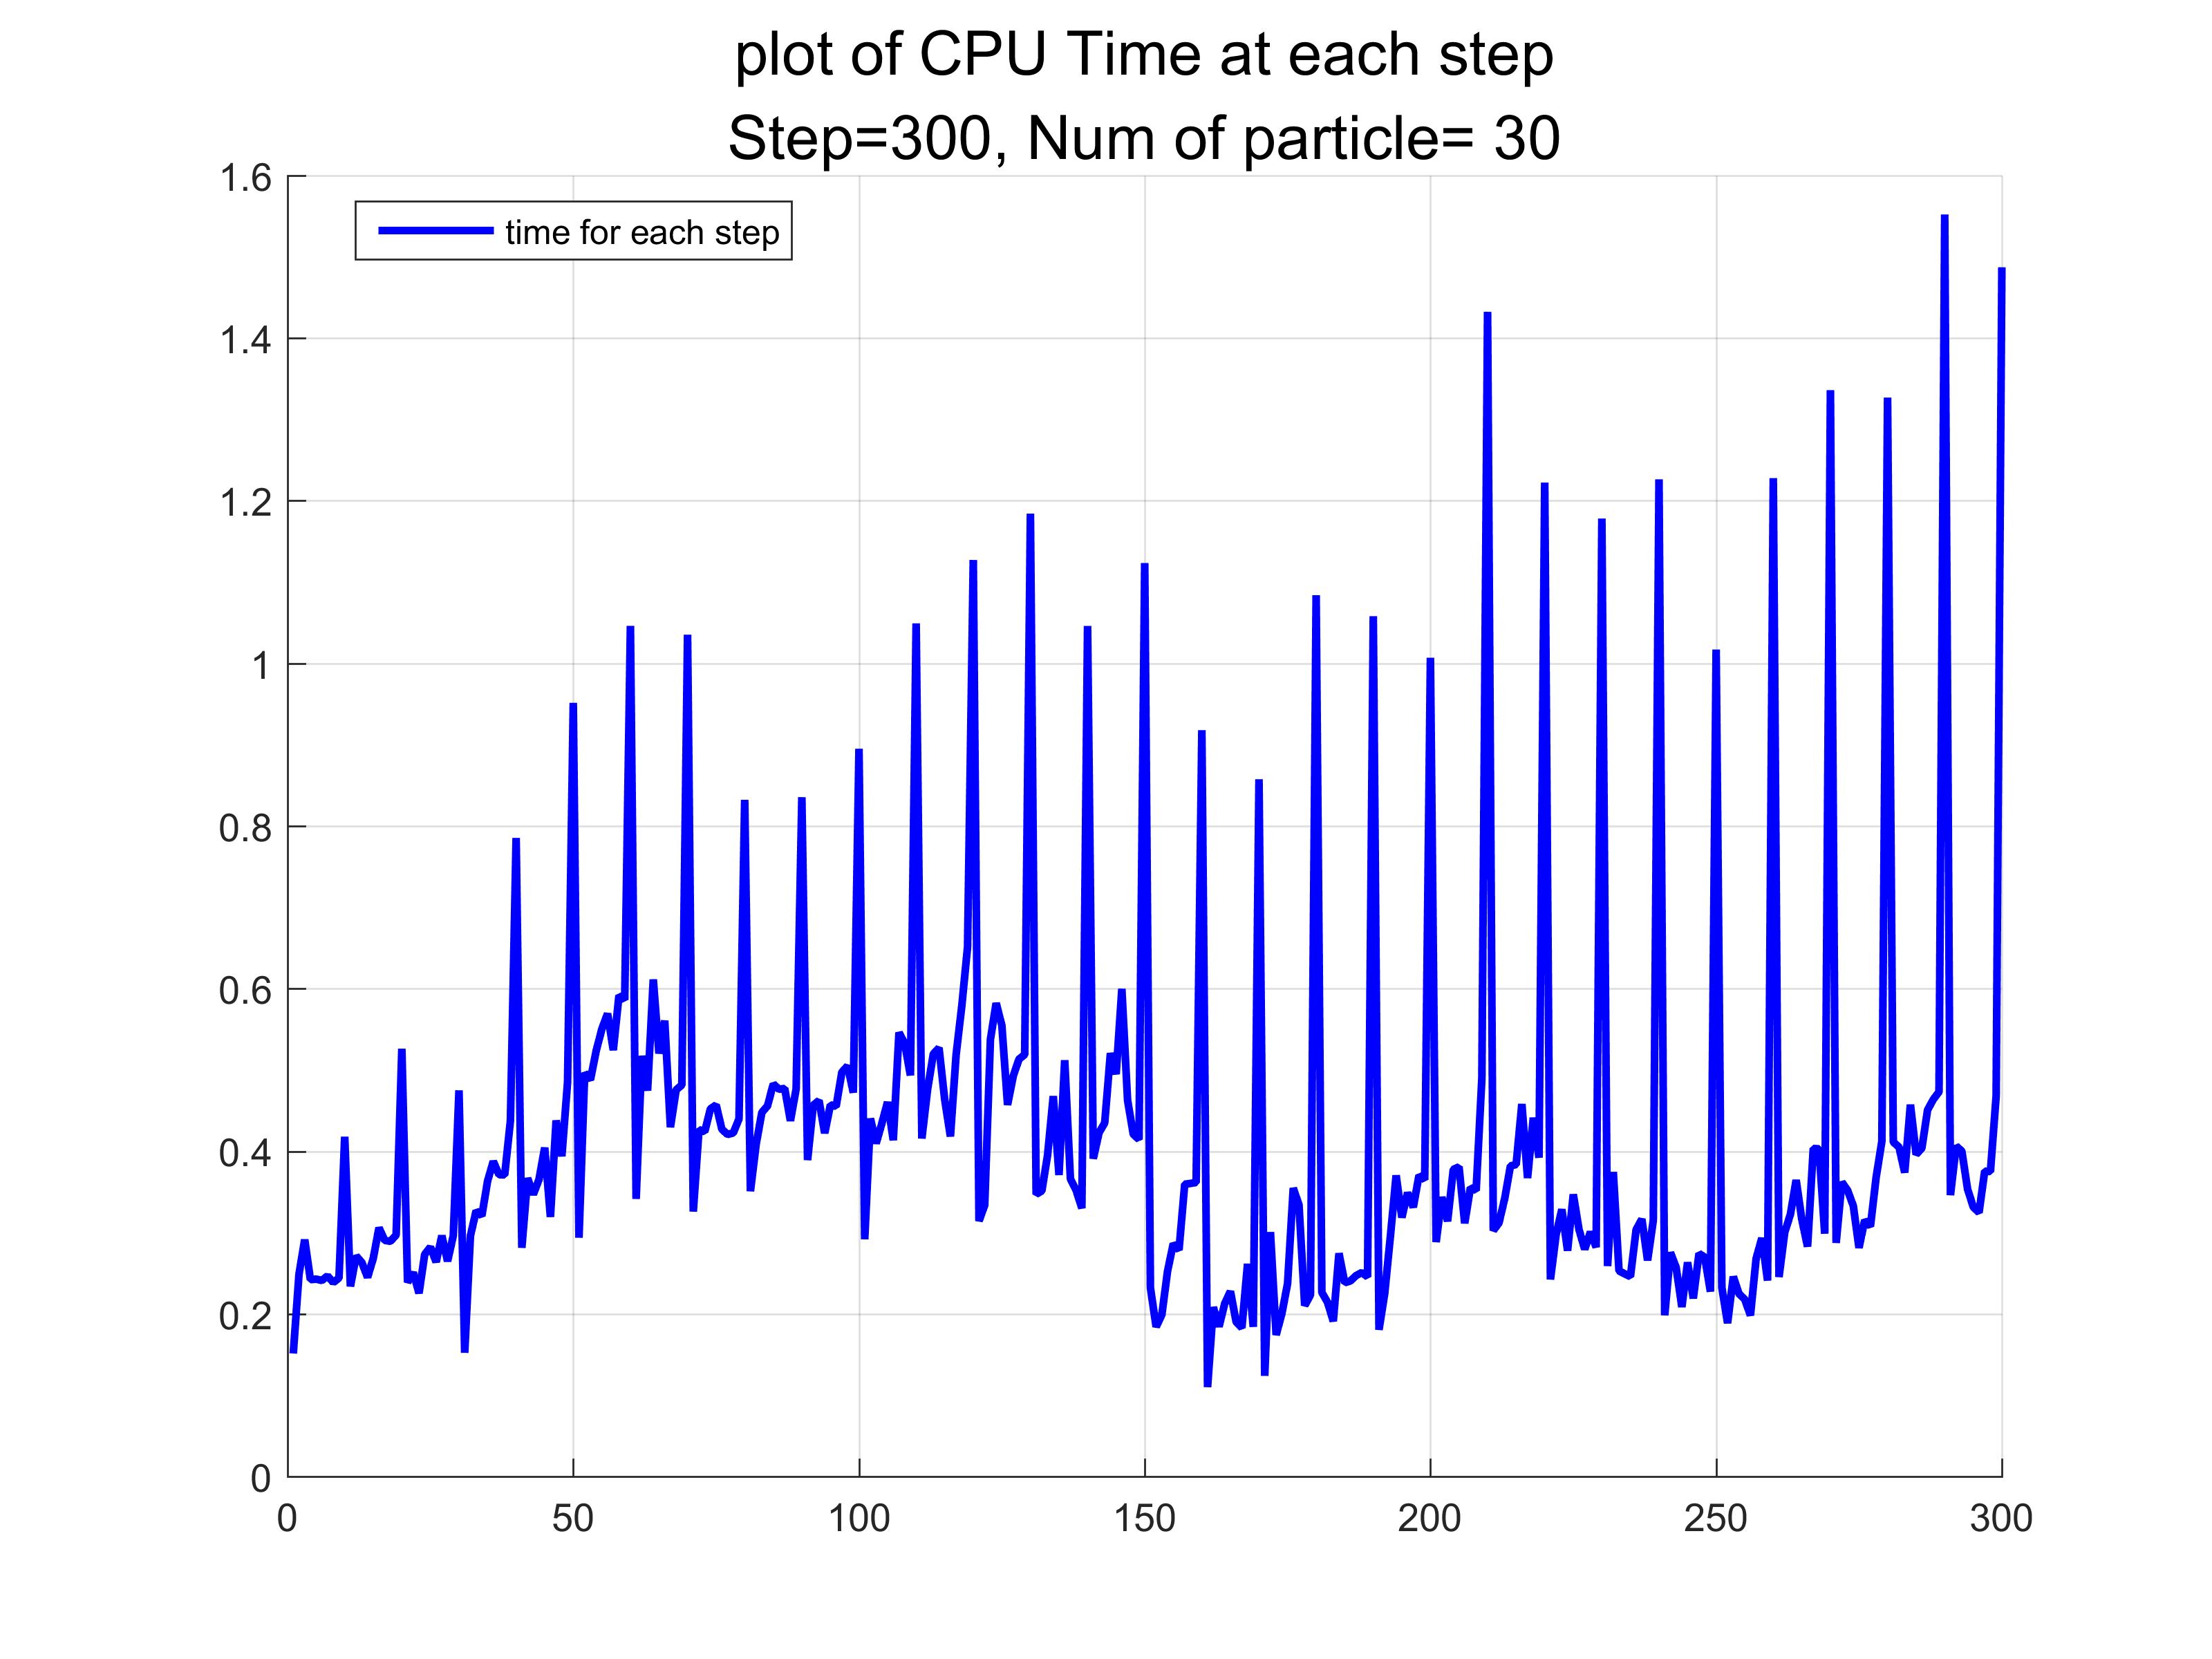 plot of CPU Time at each step
Step=300, Num of particle= 30
1.6
time for each step
1.4
1.2
1
0.8
0.6
0.4
0.2
0
0 50 100 150 200 250 300